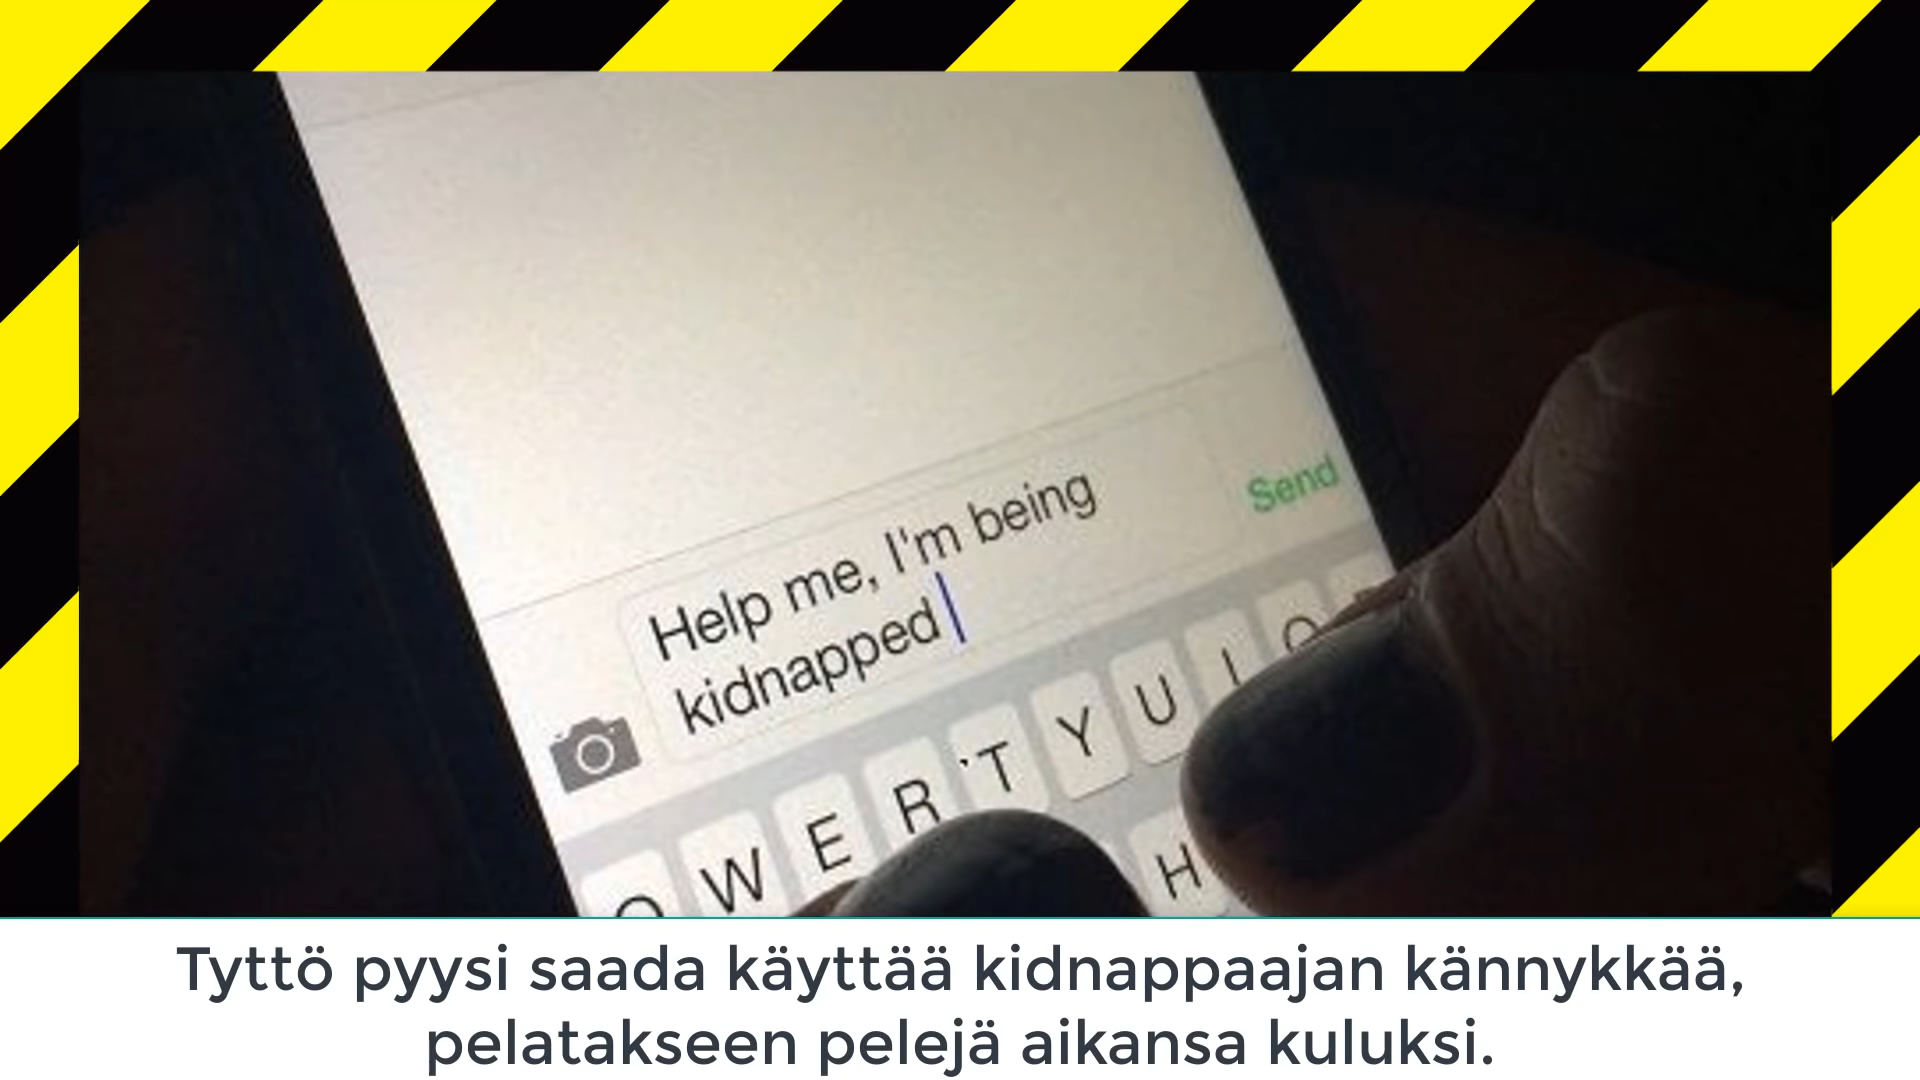 Send
Help me, I'm being
kidnapped
Q W E R T Y U I O
H
Tyttö pyysi saada käyttää kidnappaajan kännykkää,
pelatakseen pelejä aikansa kuluksi.